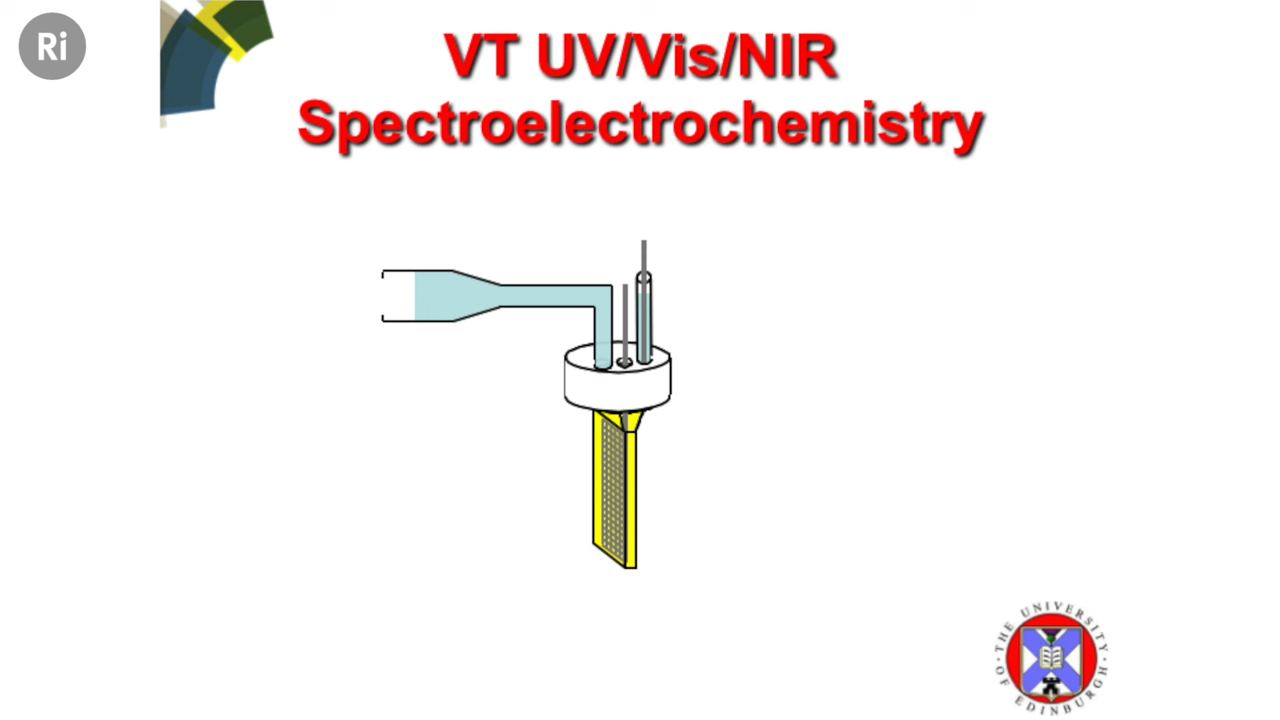 Ri
VT UV/Vis/NIR
Spectroelectrochemistry
THE UNIVERSITY
OF EDINBURGH